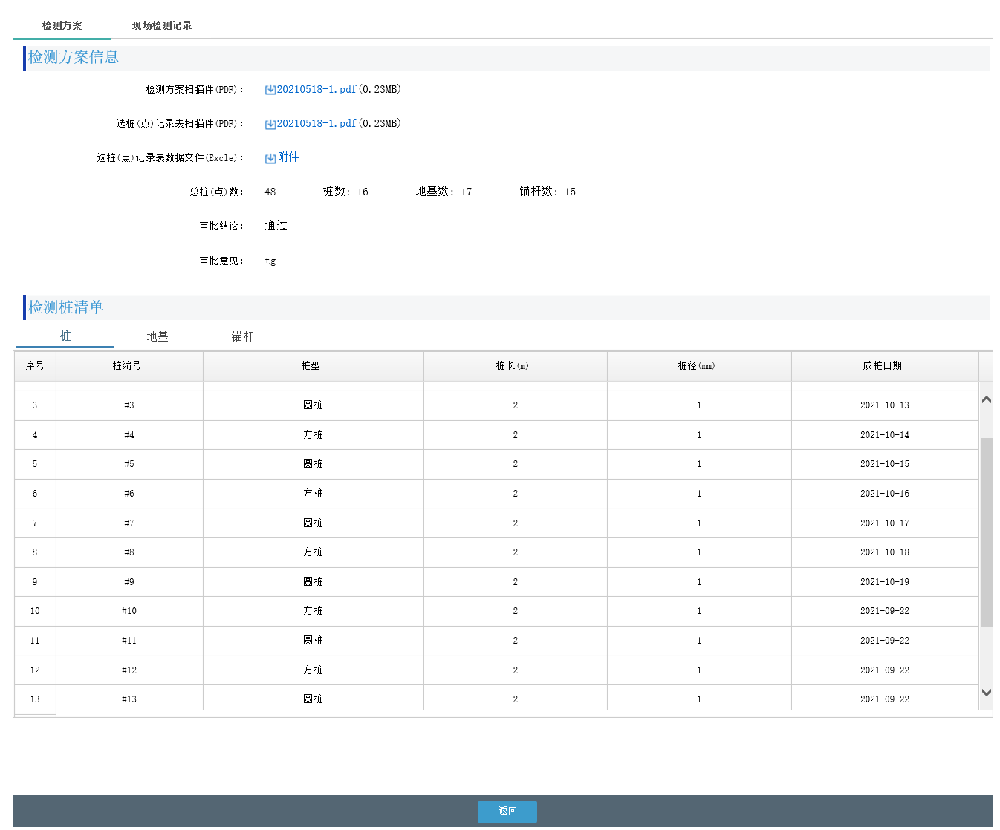 检测方案 现场检测记录
检测方案信息
检测方案扫描件(PDF)： 20210518-1.pdf(0.23MB)
选桩(点)记录表扫描件(PDF)： 20210518-1.pdf(0.23MB)
选桩(点)记录表数据文件(Excle)： 附件
总桩(点)数： 48 桩数: 16 地基数: 17 锚杆数: 15
审批结论： 通过
审批意见： tg
检测桩清单
桩 地基 锚杆
序号 桩编号 桩型 桩长(m) 桩径(mm) 成桩日期
3 #3 圆桩 2 1 2021-10-13
4 #4 方桩 2 1 2021-10-14
5 #5 圆桩 2 1 2021-10-15
6 #6 方桩 2 1 2021-10-16
7 #7 圆桩 2 1 2021-10-17
8 #8 方桩 2 1 2021-10-18
9 #9 圆桩 2 1 2021-10-19
10 #10 方桩 2 1 2021-09-22
11 #11 圆桩 2 1 2021-09-22
12 #12 方桩 2 1 2021-09-22
13 #13 圆桩 2 1 2021-09-22
返回